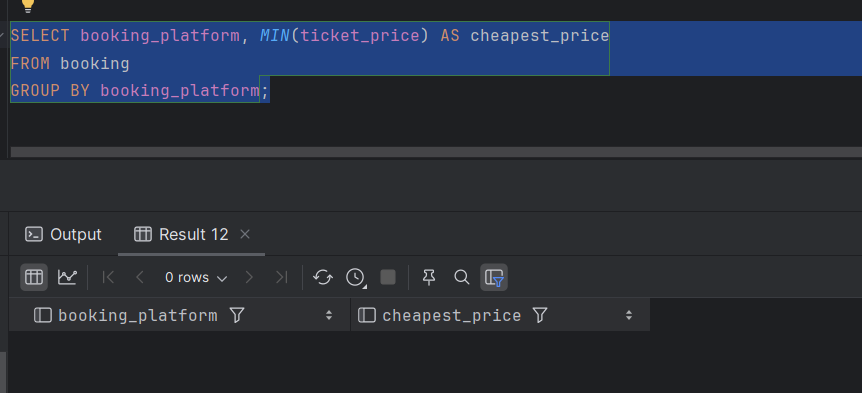 SELECT booking_platform, MIN(ticket_price) AS cheapest_price
FROM booking
GROUP BY booking_platform;
Output Result 12
0 rows
booking_platform cheapest_price